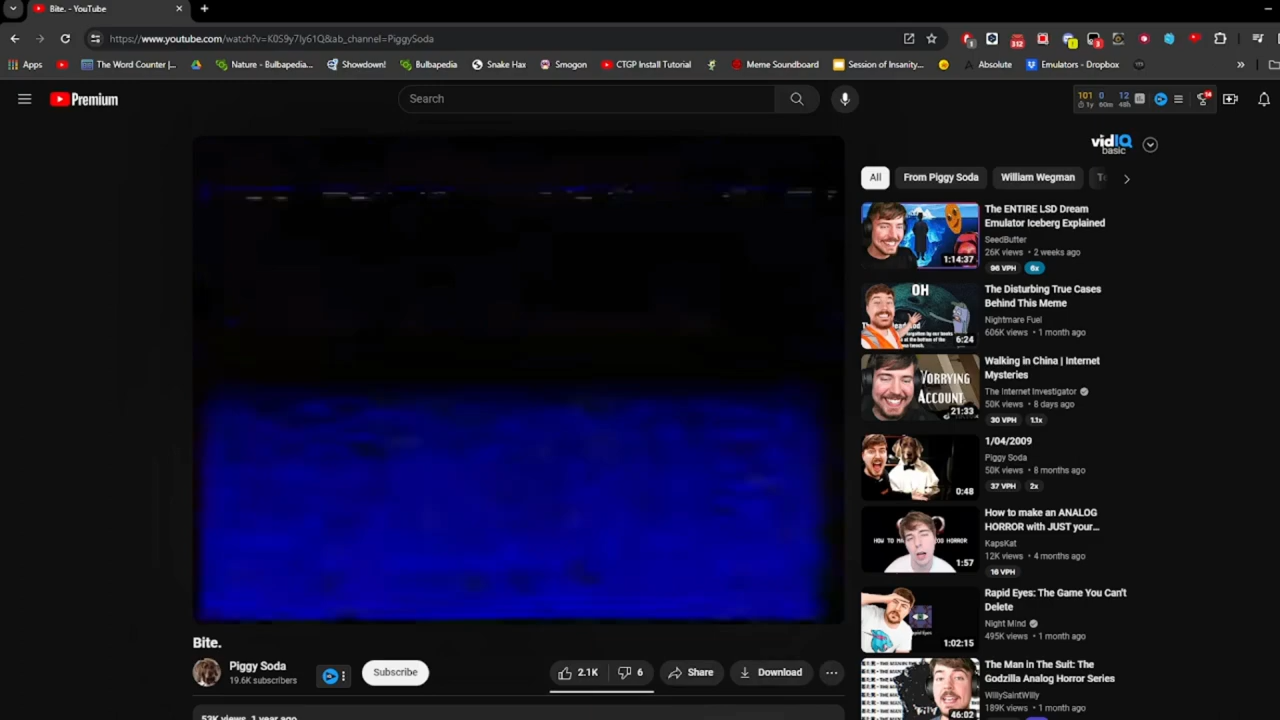 Bite. - YouTube
https://www.youtube.com/watch?v=K0S9y7Iy61Q&ab_channel=PiggySoda
1
312
!
3
Apps
The Word Counter |...
Nature - Bulbapedia...
Showdown!
Bulbapedia
Snake Hax
Smogon
CTGP Install Tutorial
Meme Soundboard
Session of Insanity...
Absolute
Emulators - Dropbox
»
Premium
Search
101 0 12
1y 60m 48h
vidIQ
basic
All
From Piggy Soda
William Wegman
The ENTIRE LSD Dream
Emulator Iceberg Explained
SeedButter
26K views • 2 weeks ago
96 VPH 6x
1:14:37
OH
The Disturbing True Cases
Behind This Meme
Nightmare Fuel
606K views • 1 month ago
6:24
WORRYING
ACCOUNT
21:33
Walking in China | Internet
Mysteries
The Internet Investigator
50K views • 8 days ago
30 VPH 1.1x
1/04/2009
Piggy Soda
50K views • 8 months ago
37 VPH 2x
0:48
How to make an ANALOG
HORROR with JUST your...
KapsKat
12K views • 4 months ago
16 VPH
1:57
Rapid Eyes: The Game You Can't
Delete
Night Mind
495K views • 1 month ago
1:02:15
The Man in The Suit: The
Godzilla Analog Horror Series
WillySaintWilly
189K views • 1 month ago
46:02
Bite.
Piggy Soda
19.6K subscribers
Subscribe
2.1K
6
Share
Download
53K views 1 year ago